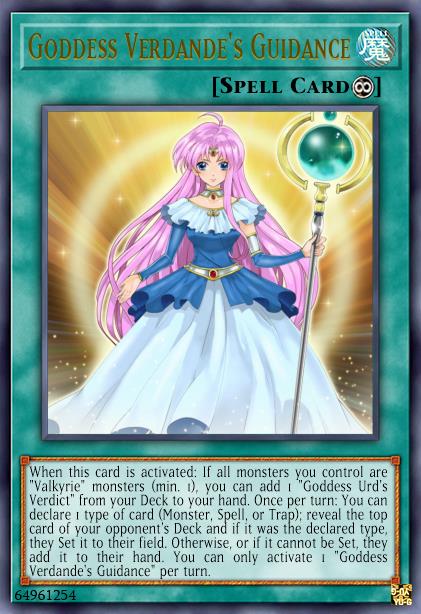 Goddess Verdande's Guidance
SPELL
魔
[Spell Card]
When this card is activated: If all monsters you control are
"Valkyrie" monsters (min. 1), you can add 1 "Goddess Urd's
Verdict" from your Deck to your hand. Once per turn: You can
declare 1 type of card (Monster, Spell, or Trap); reveal the top
card of your opponent's Deck and if it was the declared type,
they Set it to their field. Otherwise, or if it cannot be Set, they
add it to their hand. You can only activate 1 "Goddess
Verdande's Guidance" per turn.
64961254